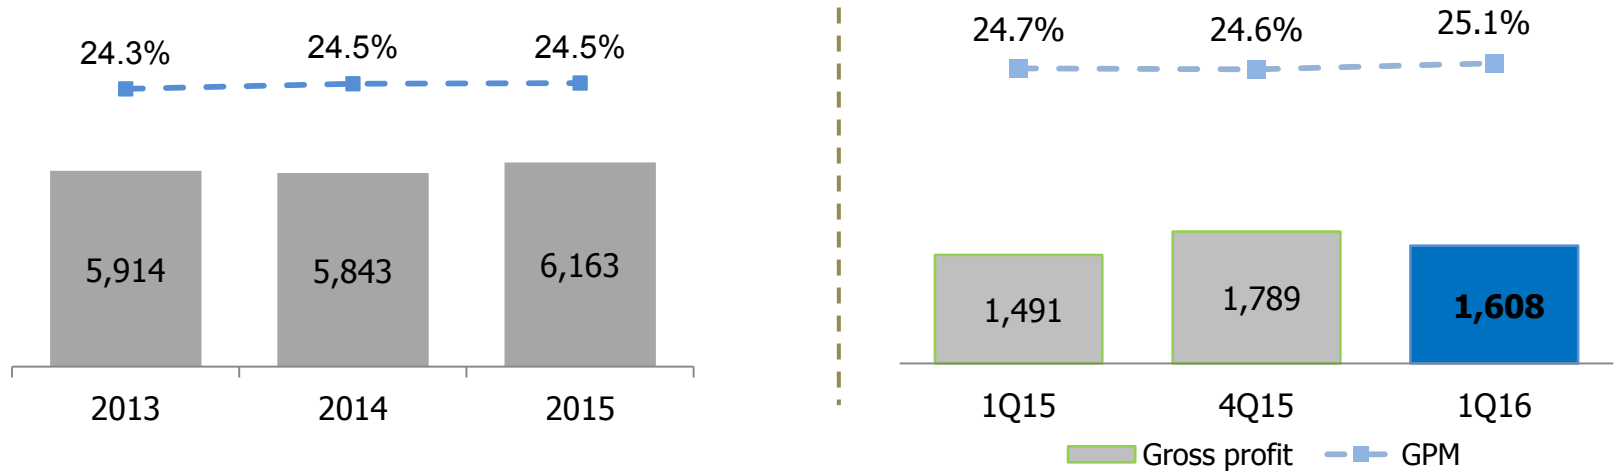 24.3% 24.5% 24.5%
5,914 5,843 6,163
2013 2014 2015
24.7% 24.6% 25.1%
1,491 1,789 1,608
1Q15 4Q15 1Q16
Gross profit GPM